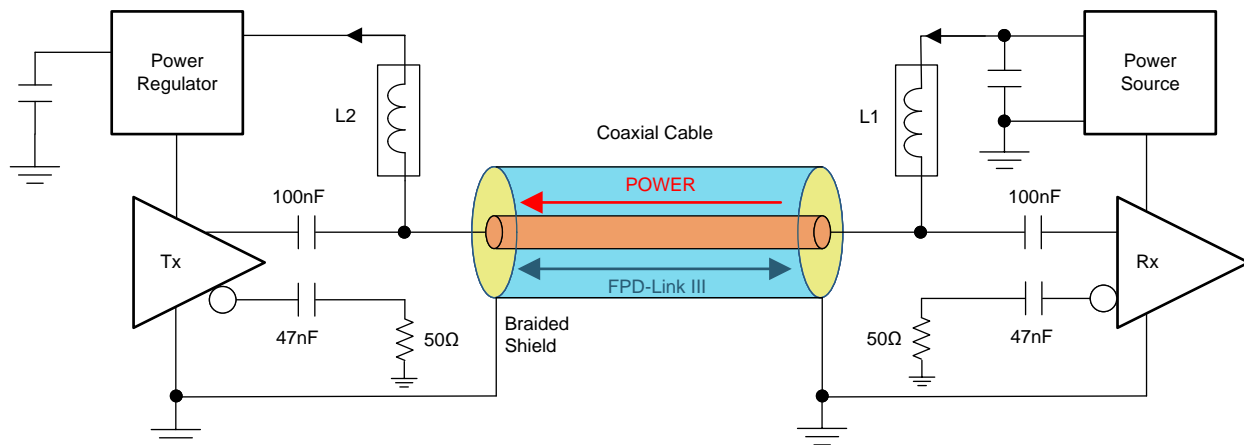 Power
Regulator
L2
Coaxial Cable
L1
Power
Source
POWER
100nF
100nF
Tx
Rx
FPD-Link III
47nF
50Ω
Braided
Shield
50Ω
47nF